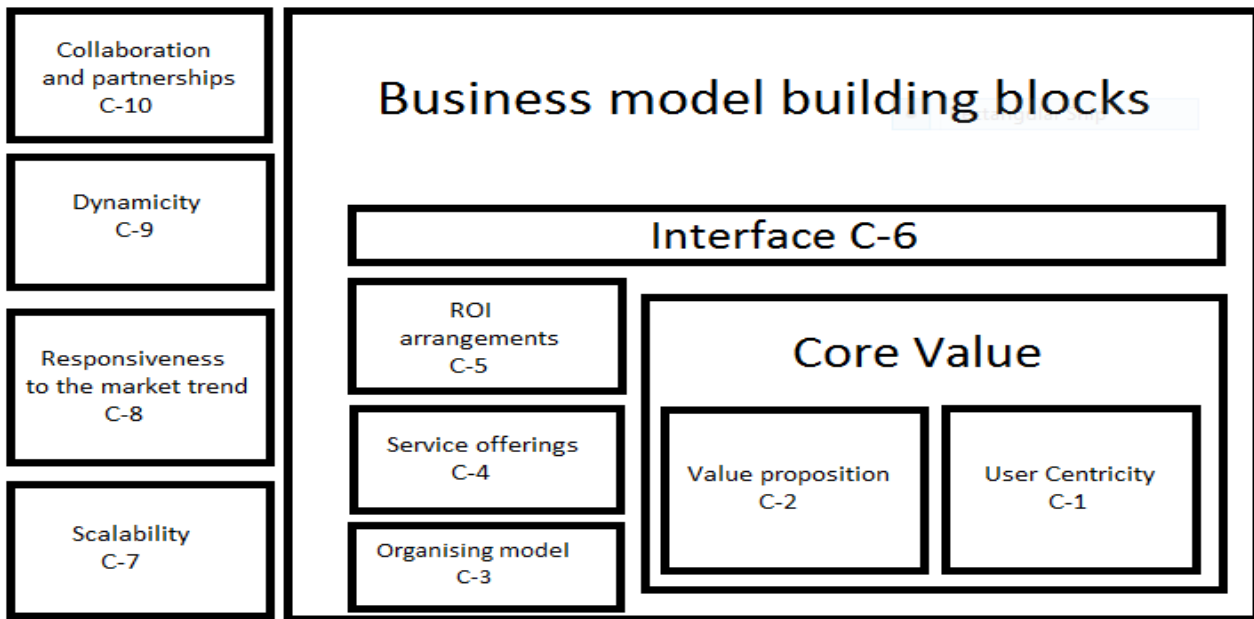 Collaboration
and partnerships
C-10
Dynamicity
C-9
Responsiveness
to the market trend
C-8
Scalability
C-7
Business model building blocks
Interface C-6
ROI
arrangements
C-5
Service offerings
C-4
Organising model
C-3
Core Value
Value proposition
C-2
User Centricity
C-1